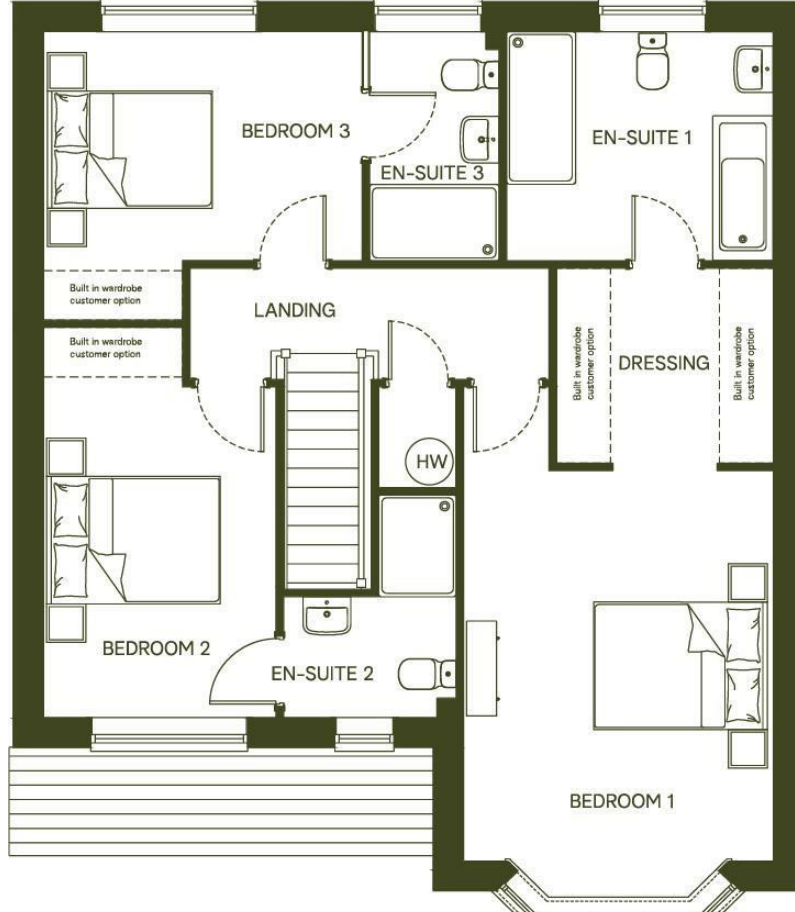 BEDROOM 3
EN-SUITE 3
EN-SUITE 1
Built in wardrobe
customer option
LANDING
Built in wardrobe
customer option
Built in wardrobe
customer option
DRESSING
Built in wardrobe
customer option
HW
BEDROOM 2
EN-SUITE 2
BEDROOM 1